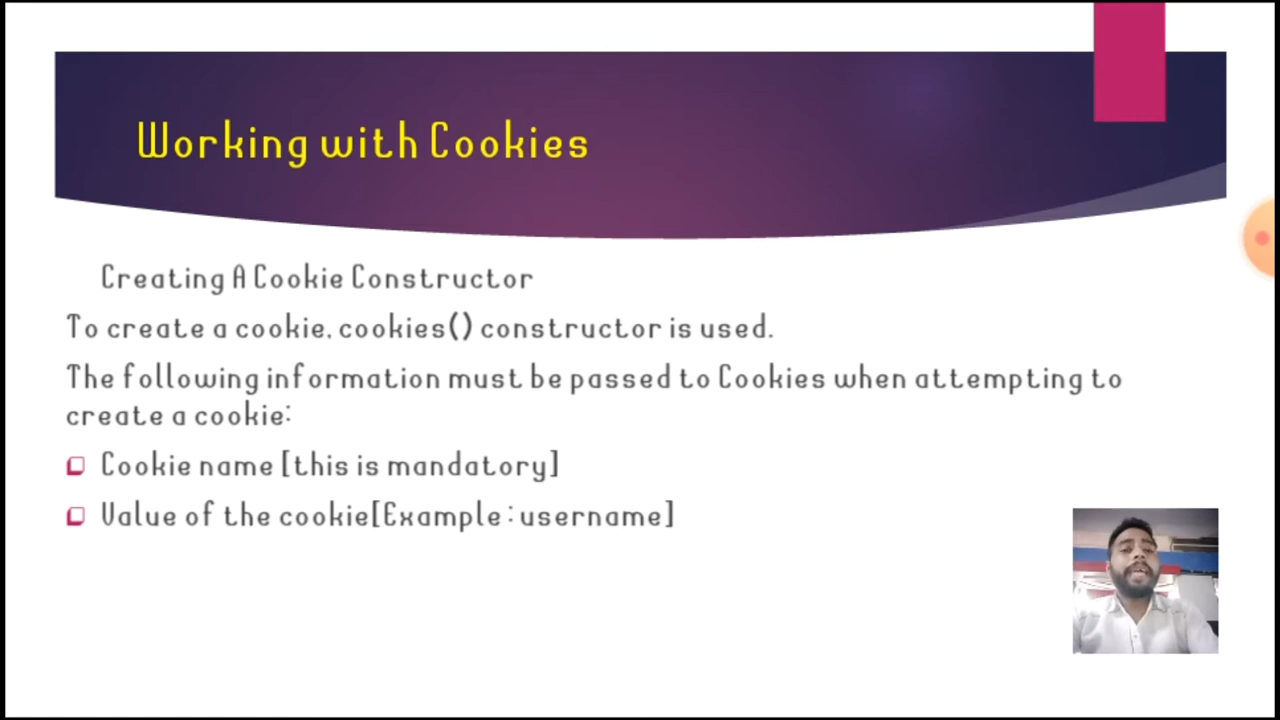 Working with Cookies
Creating A Cookie Constructor
To create a cookie, cookies() constructor is used.
The following information must be passed to Cookies when attempting to
create a cookie:
Cookie name [this is mandatory]
Value of the cookie[Example : username]